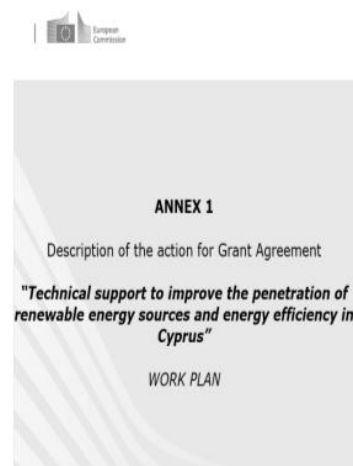 European
Commission
ANNEX 1
Description of the action for Grant Agreement
"Technical support to improve the penetration of
renewable energy sources and energy efficiency in
Cyprus"
WORK PLAN